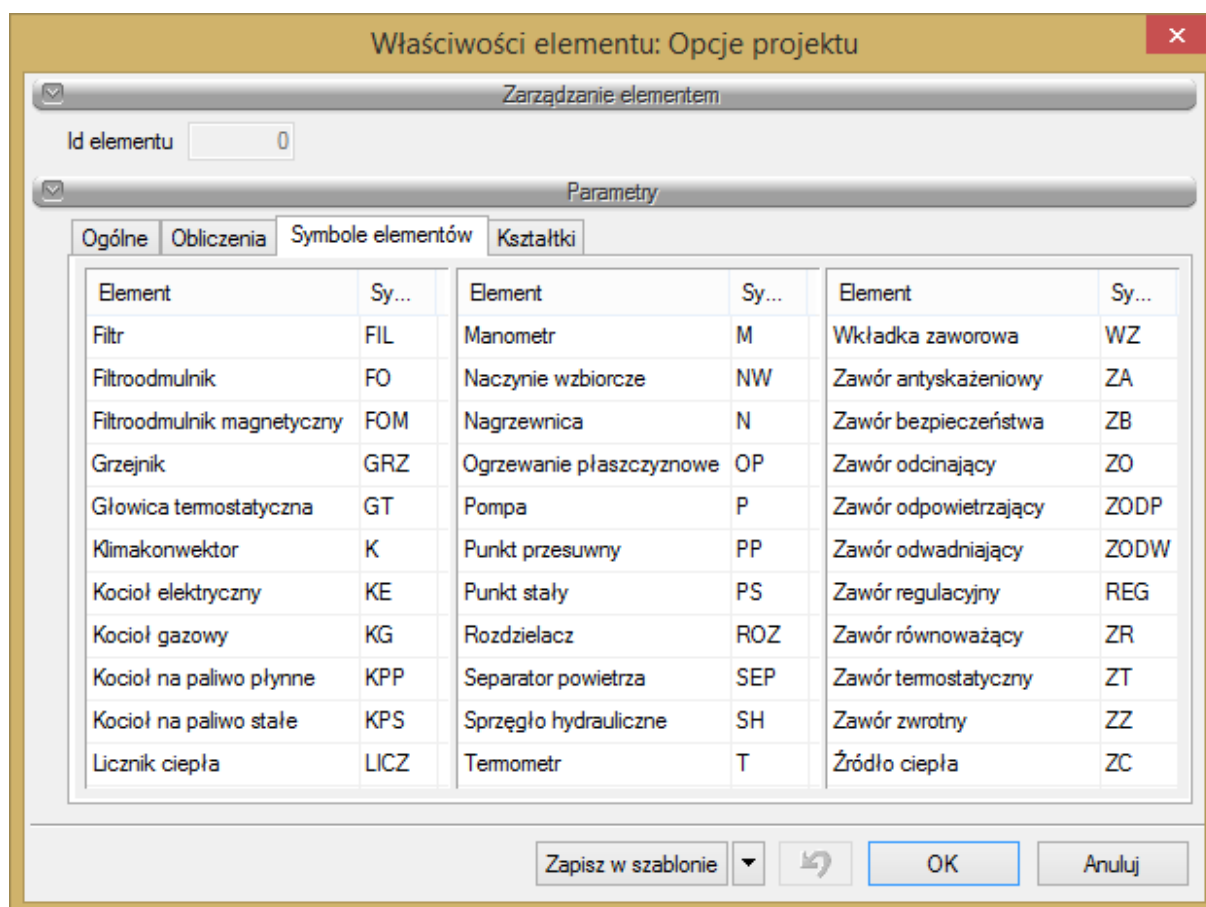 Właściwości elementu: Opcje projektu
Zarządzanie elementem
Id elementu 0
Parametry
Ogólne Obliczenia Symbole elementów Kształtki
Element Sy... Element Sy... Element Sy...
Filtr FIL Manometr M Wkładka zaworowa WZ
Filtroodmulnik FO Naczynie wzbiorcze NW Zawór antyskażeniowy ZA
Filtroodmulnik magnetyczny FOM Nagrzewnica N Zawór bezpieczeństwa ZB
Grzejnik GRZ Ogrzewanie płaszczyznowe OP Zawór odcinający ZO
Głowica termostatyczna GT Pompa P Zawór odpowietrzający ZODP
Klimakonwektor K Punkt przesuwny PP Zawór odwadniający ZODW
Kocioł elektryczny KE Punkt stały PS Zawór regulacyjny REG
Kocioł gazowy KG Rozdzielacz ROZ Zawór równoważący ZR
Kocioł na paliwo płynne KPP Separator powietrza SEP Zawór termostatyczny ZT
Kocioł na paliwo stałe KPS Sprzęgło hydrauliczne SH Zawór zwrotny ZZ
Licznik ciepła LICZ Termometr T Źródło ciepła ZC
Zapisz w szablonie OK Anuluj